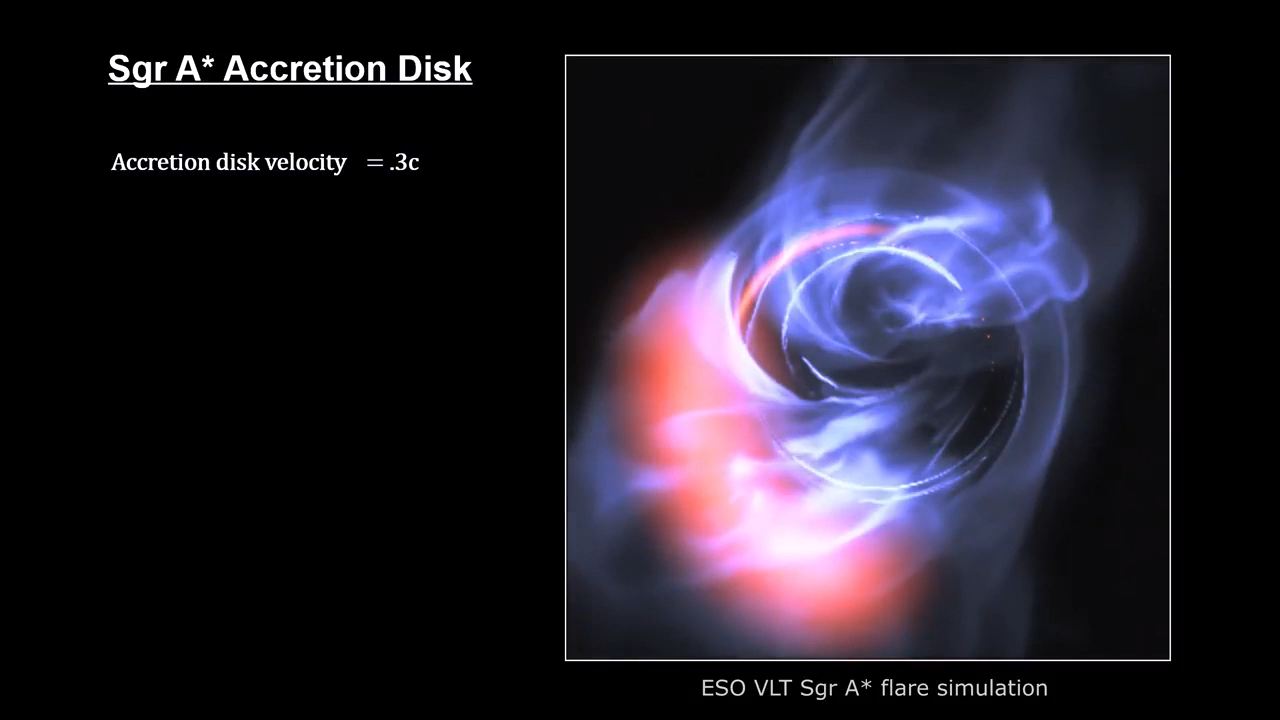 Sgr A* Accretion Disk
Accretion disk velocity = .3c
ESO VLT Sgr A* flare simulation